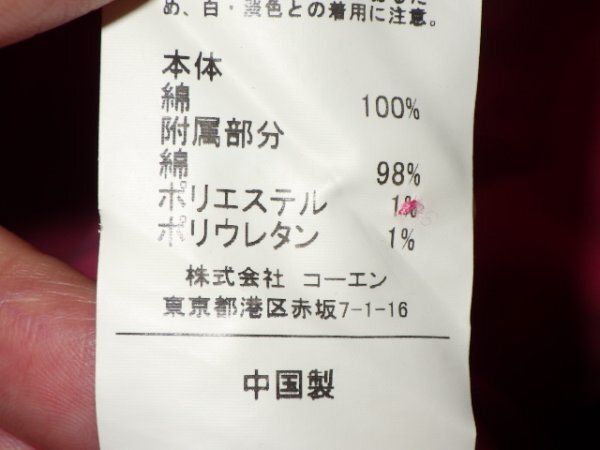 め、白・淡色との着用に注意。
本体
綿 100%
附属部分
綿 98%
ポリエステル 1%
ポリウレタン 1%
株式会社 コーエン
東京都港区赤坂7-1-16
中国製